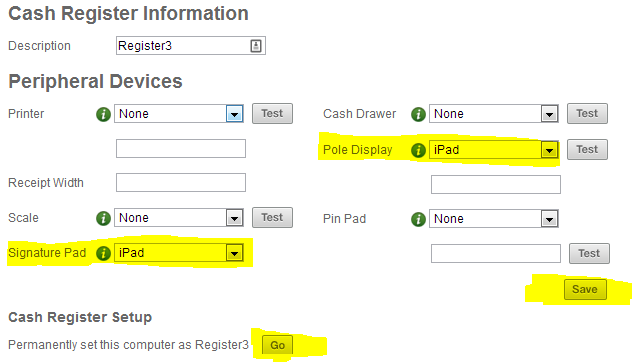 Cash Register Information
Description Register3
Peripheral Devices
Printer i None Test Cash Drawer i None Test
Pole Display i iPad Test
Receipt Width
Scale i None Test Pin Pad i None
Signature Pad i iPad Test
Save
Cash Register Setup
Permanently set this computer as Register3 Go